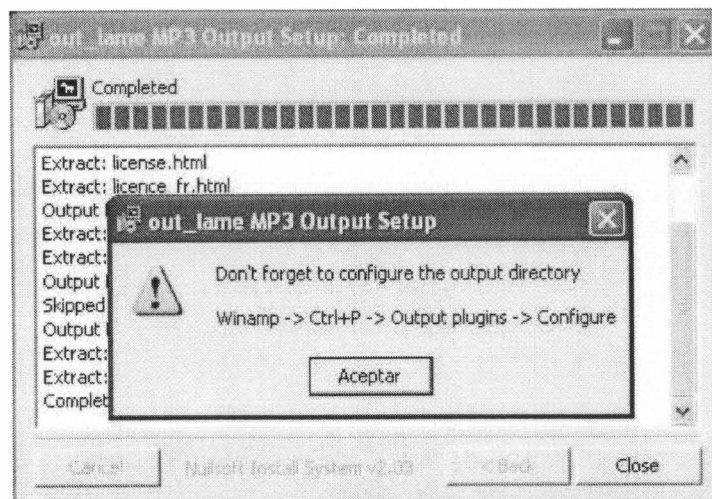 out_lame MP3 Output Setup: Completed
Completed
Extract: license.html
Extract: licence_fr.html
Output
Extract:
Extract:
Output
Skipped
Output
Extract:
Extract:
Complet
out_lame MP3 Output Setup
Don't forget to configure the output directory
Winamp -> Ctrl+P -> Output plugins -> Configure
Aceptar
Cancel
Nullsoft Install System v2.03
< Back
Close